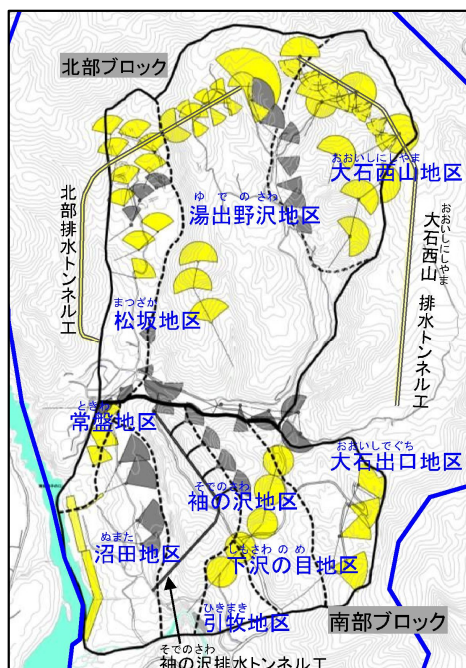 北部ブロック
おおいしにしやま
大石西山地区
ゆでのさわ
湯出野沢地区
北部排水トンネル工
おおいしにしやま
大石西山 排水トンネル工
まつざか
松坂地区
ときわ
常盤地区
おおいしでぐち
大石出口地区
そでのさわ
袖の沢地区
ぬまた
沼田地区
しもさわのめ
下沢の目地区
ひきまき
引牧地区
南部ブロック
そでのさわ
袖の沢排水トンネル工